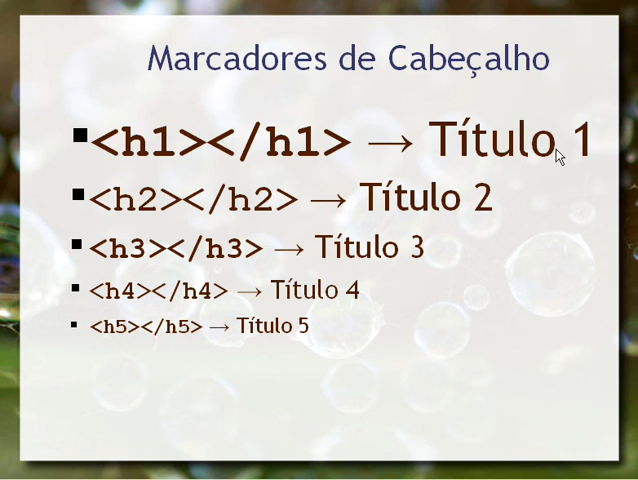 Marcadores de Cabeçalho
<h1></h1> → Título 1
<h2></h2> → Título 2
<h3></h3> → Título 3
<h4></h4> → Título 4
<h5></h5> → Título 5